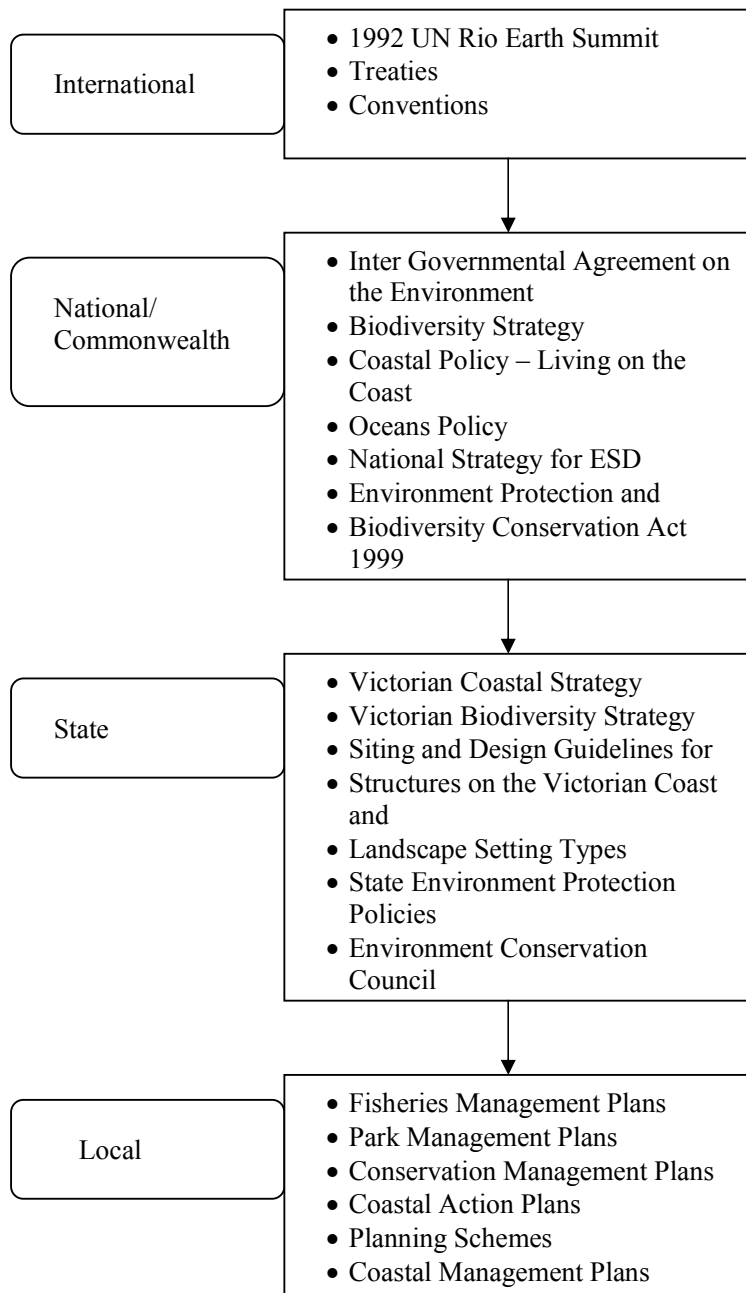 International
• 1992 UN Rio Earth Summit
• Treaties
• Conventions
National/
Commonwealth
• Inter Governmental Agreement on
the Environment
• Biodiversity Strategy
• Coastal Policy – Living on the
Coast
• Oceans Policy
• National Strategy for ESD
• Environment Protection and
• Biodiversity Conservation Act
1999
State
• Victorian Coastal Strategy
• Victorian Biodiversity Strategy
• Siting and Design Guidelines for
• Structures on the Victorian Coast
and
• Landscape Setting Types
• State Environment Protection
Policies
• Environment Conservation
Council
Local
• Fisheries Management Plans
• Park Management Plans
• Conservation Management Plans
• Coastal Action Plans
• Planning Schemes
• Coastal Management Plans